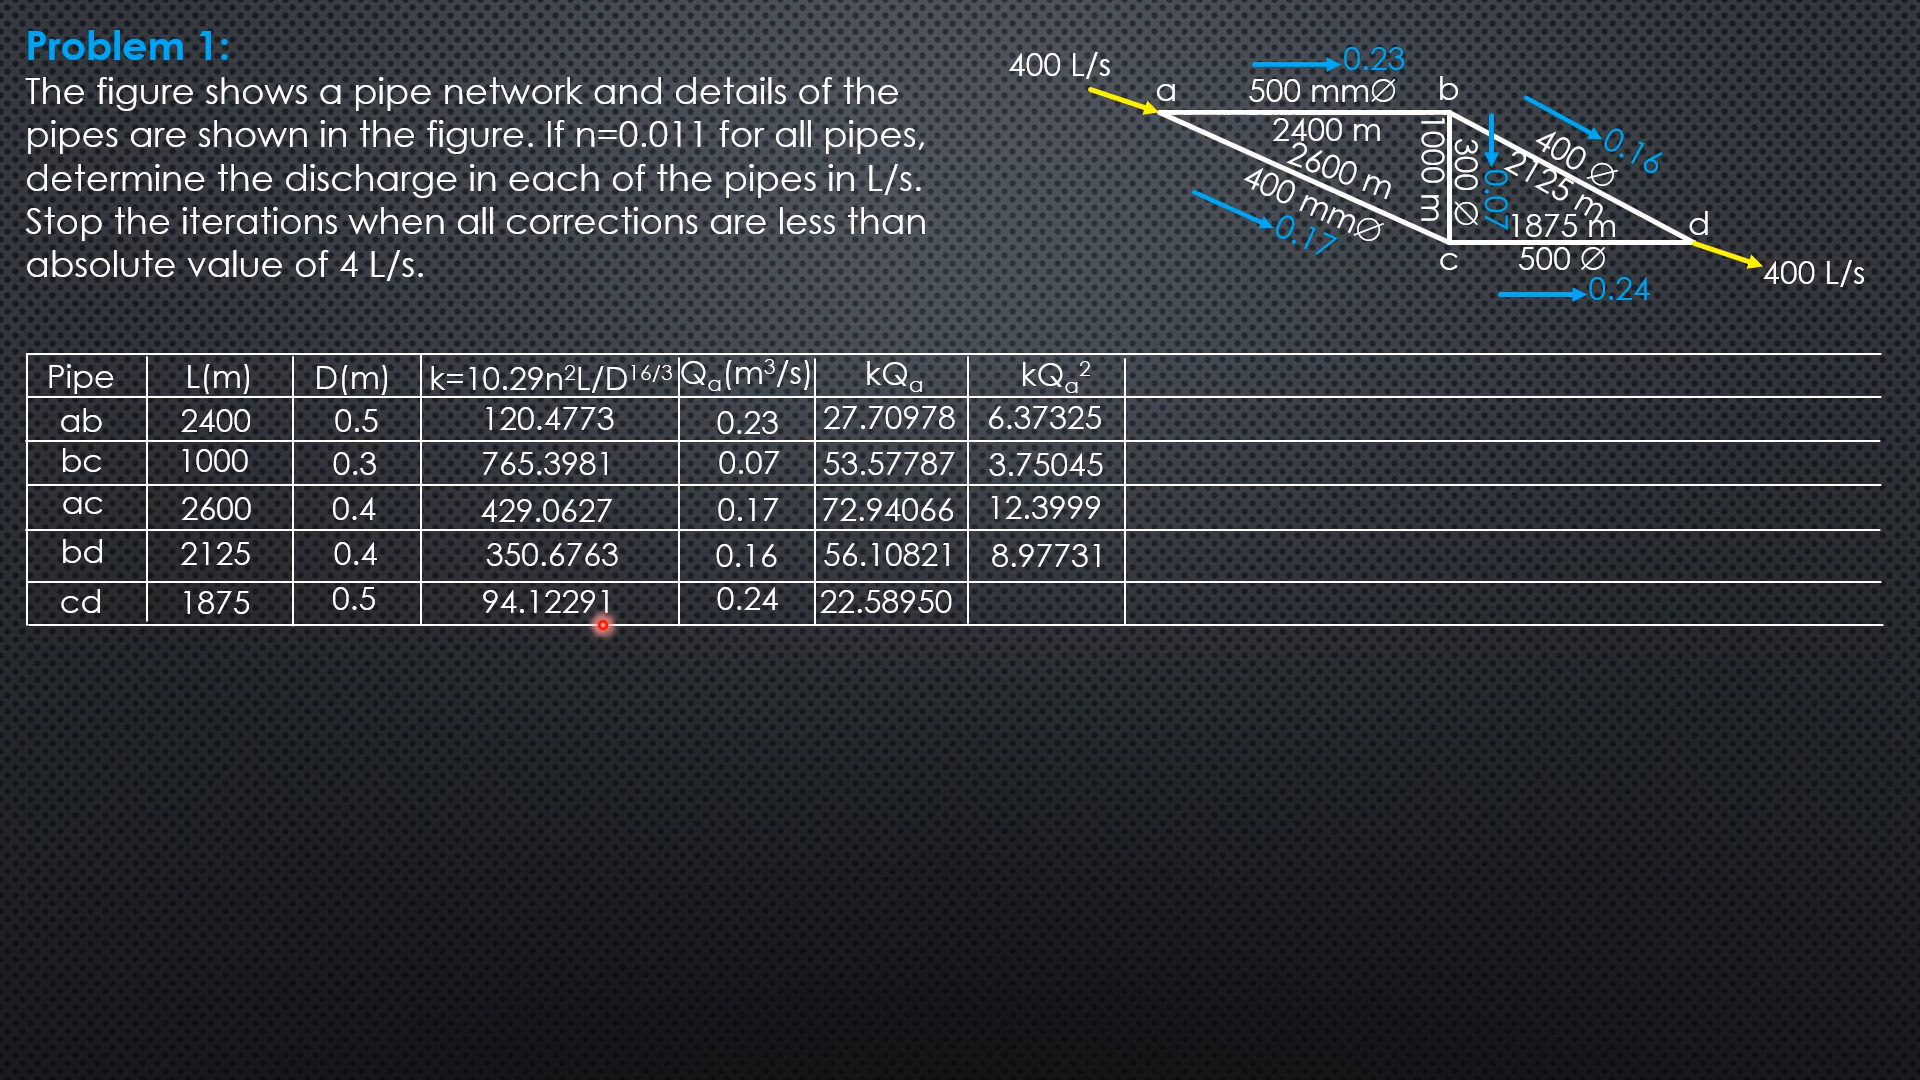 Problem 1:
The figure shows a pipe network and details of the
pipes are shown in the figure. If n=0.011 for all pipes,
determine the discharge in each of the pipes in L/s.
Stop the iterations when all corrections are less than
absolute value of 4 L/s.
400 L/s
0.23
a
500 mm∅
b
2400 m
2600 m
400 mm∅
0.17
1000 m
300 ∅
0.07
400 ∅
0.16
2125 m
1875 m
d
c
500 ∅
400 L/s
0.24
Pipe L(m) D(m) k=10.29n²L/D^16/3 Qₐ(m³/s) kQₐ kQₐ²
ab 2400 0.5 120.4773 0.23 27.70978 6.37325
bc 1000 0.3 765.3981 0.07 53.57787 3.75045
ac 2600 0.4 429.0627 0.17 72.94066 12.3999
bd 2125 0.4 350.6763 0.16 56.10821 8.97731
cd 1875 0.5 94.12291 0.24 22.58950